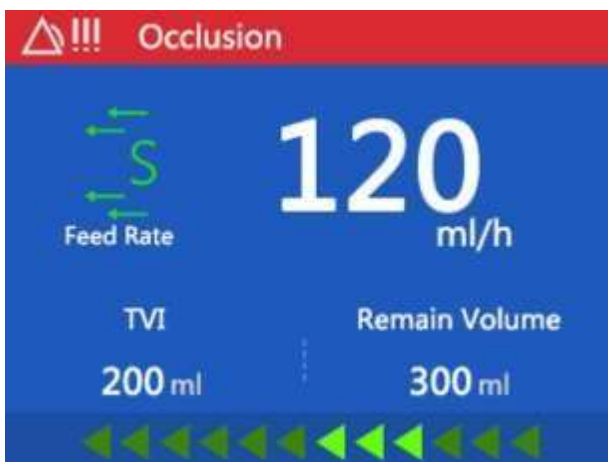 !!! Occlusion
S
120
ml/h
Feed Rate
TVI
Remain Volume
200 ml
300 ml